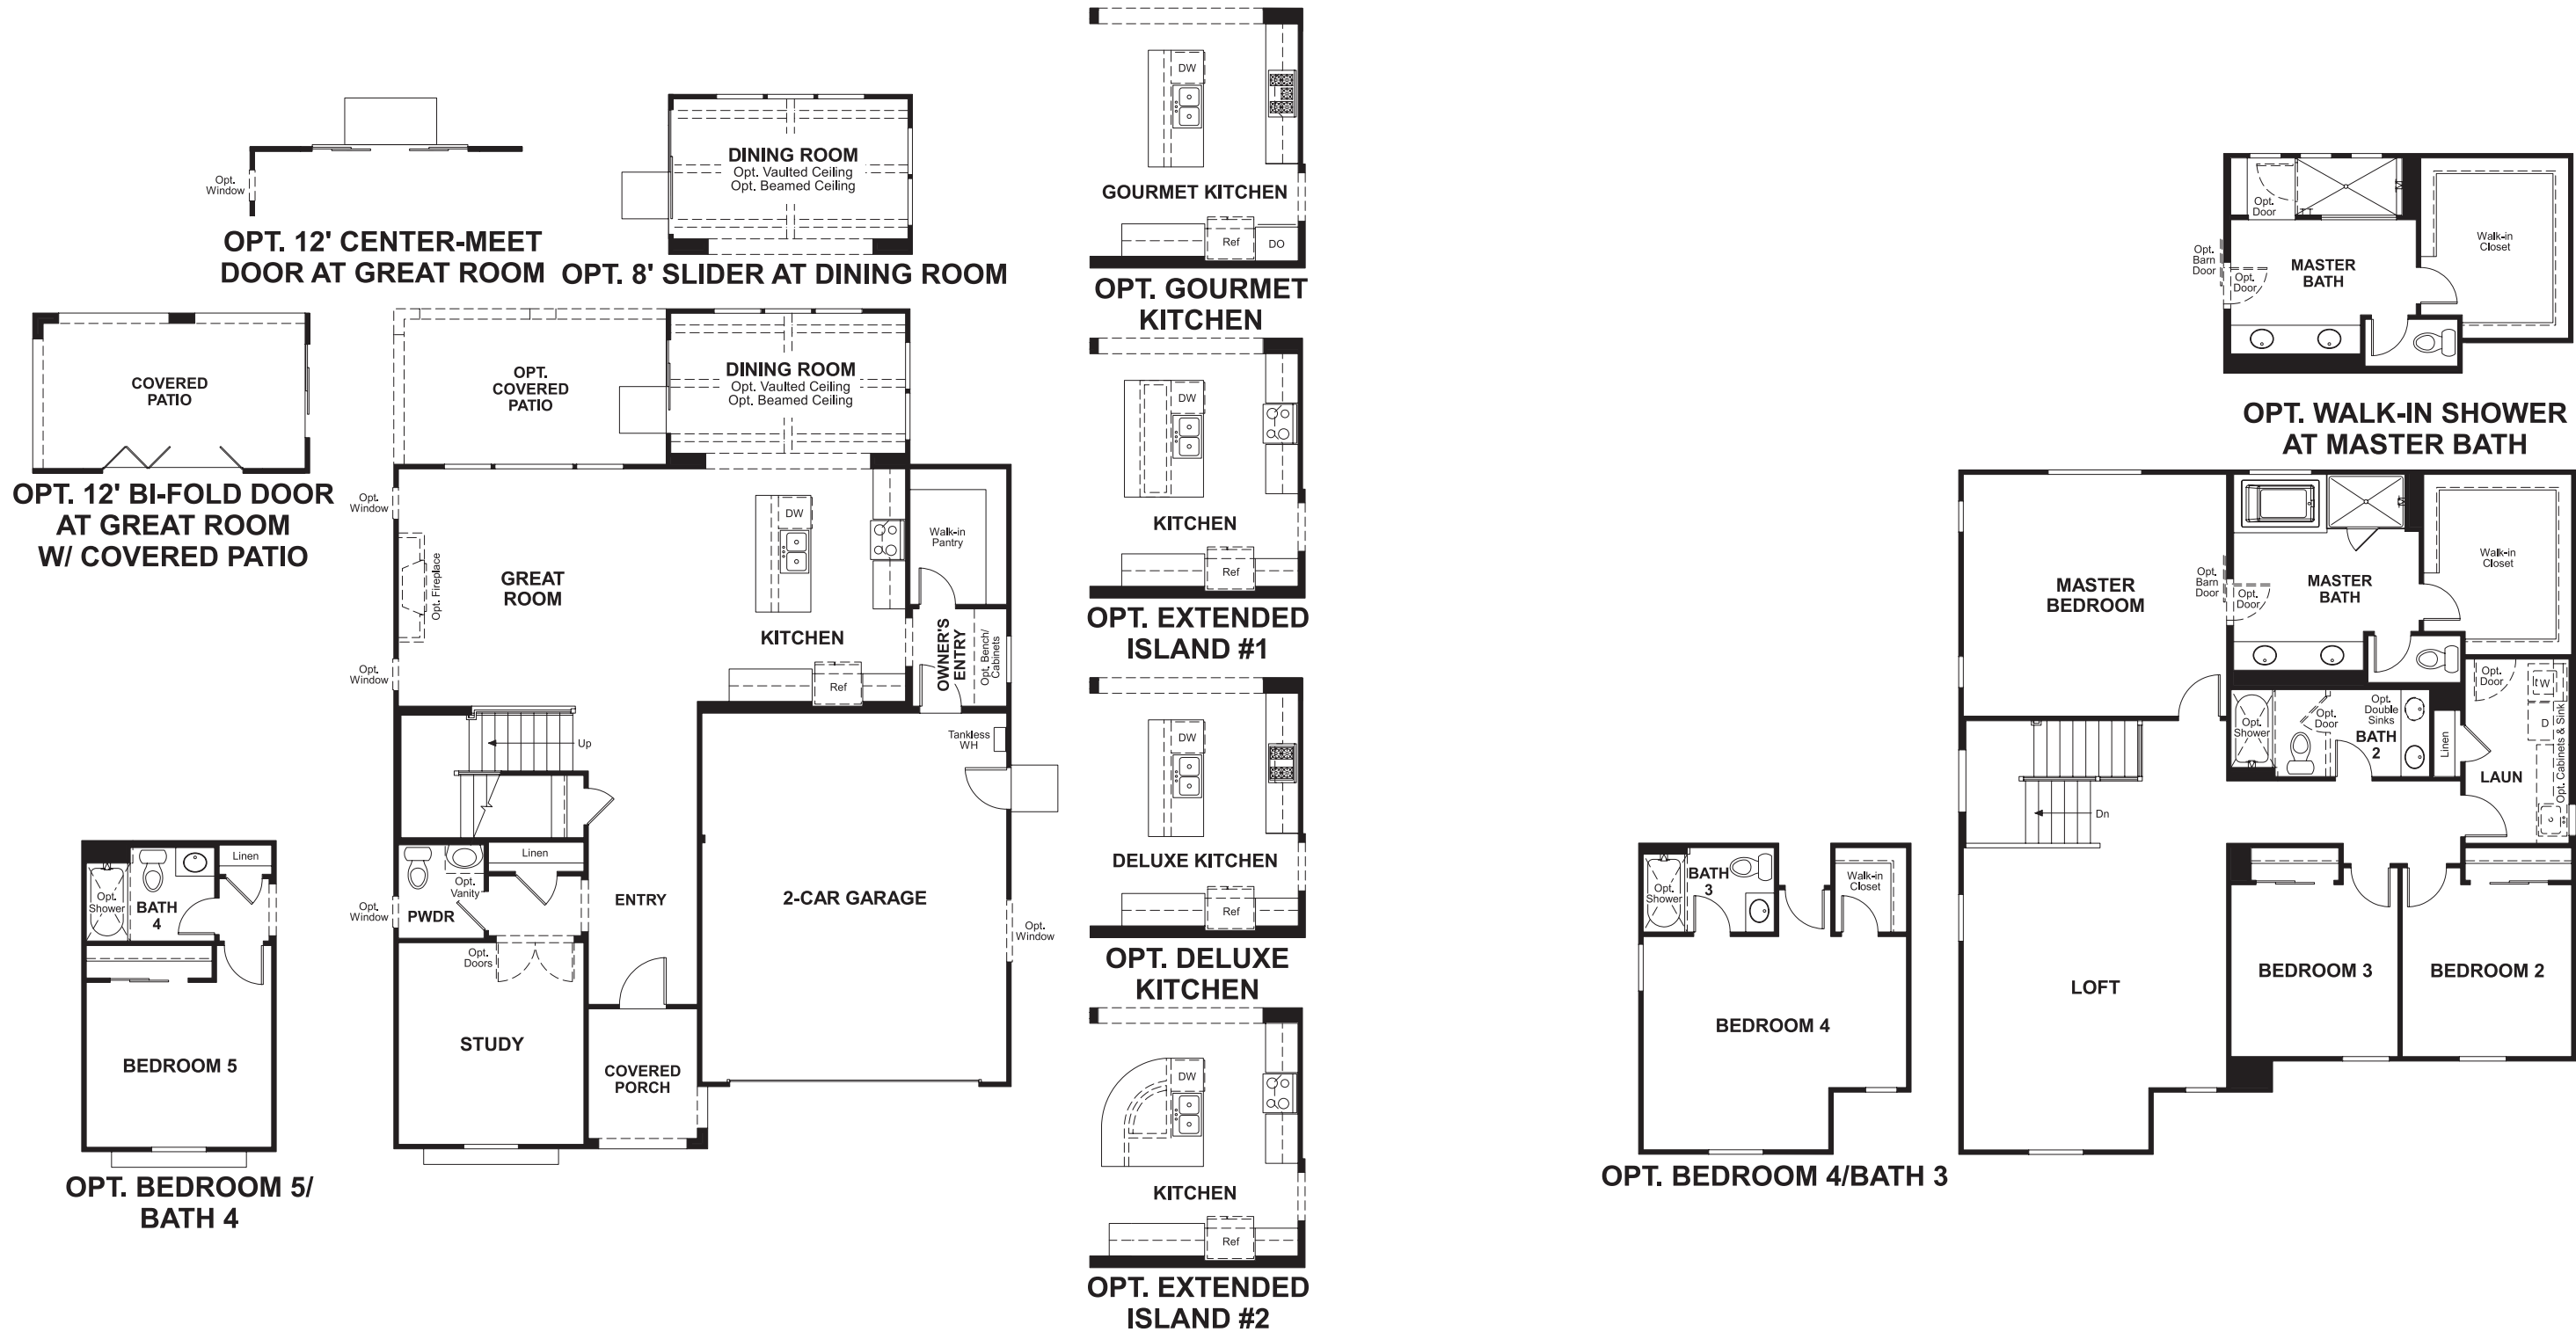 Opt.
Window
OPT. 12' CENTER-MEET
DOOR AT GREAT ROOM
DINING ROOM
Opt. Vaulted Ceiling
Opt. Beamed Ceiling
OPT. 8' SLIDER AT DINING ROOM
COVERED
PATIO
OPT. 12' BI-FOLD DOOR
AT GREAT ROOM
W/ COVERED PATIO
OPT.
COVERED
PATIO
DINING ROOM
Opt. Vaulted Ceiling
Opt. Beamed Ceiling
Opt.
Window
Opt. Fireplace
GREAT
ROOM
DW
KITCHEN
Ref
Walk-in
Pantry
OWNER'S
ENTRY
Opt. Bench/
Cabinets
Opt.
Window
Up
Tankless
WH
Linen
Opt.
Vanity
PWDR
Opt.
Window
ENTRY
2-CAR GARAGE
Opt.
Window
Opt.
Doors
STUDY
COVERED
PORCH
Linen
Opt.
Shower
BATH
4
BEDROOM 5
OPT. BEDROOM 5/
BATH 4
DW
GOURMET KITCHEN
Ref
DO
OPT. GOURMET
KITCHEN
DW
KITCHEN
Ref
OPT. EXTENDED
ISLAND #1
DW
DELUXE KITCHEN
Ref
OPT. DELUXE
KITCHEN
DW
KITCHEN
Ref
OPT. EXTENDED
ISLAND #2
Opt.
Door
Walk-in
Closet
Opt.
Barn
Door
Opt.
Door
MASTER
BATH
OPT. WALK-IN SHOWER
AT MASTER BATH
MASTER
BEDROOM
Opt.
Barn
Door
Opt.
Door
MASTER
BATH
Walk-in
Closet
Opt.
Shower
Opt.
Door
Opt.
Double
Sinks
BATH
2
Linen
Opt.
Door
W
D
Opt. Cabinets & Sink
LAUN
Dn
LOFT
BEDROOM 3
BEDROOM 2
Opt.
Shower
BATH
3
Walk-in
Closet
BEDROOM 4
OPT. BEDROOM 4/BATH 3